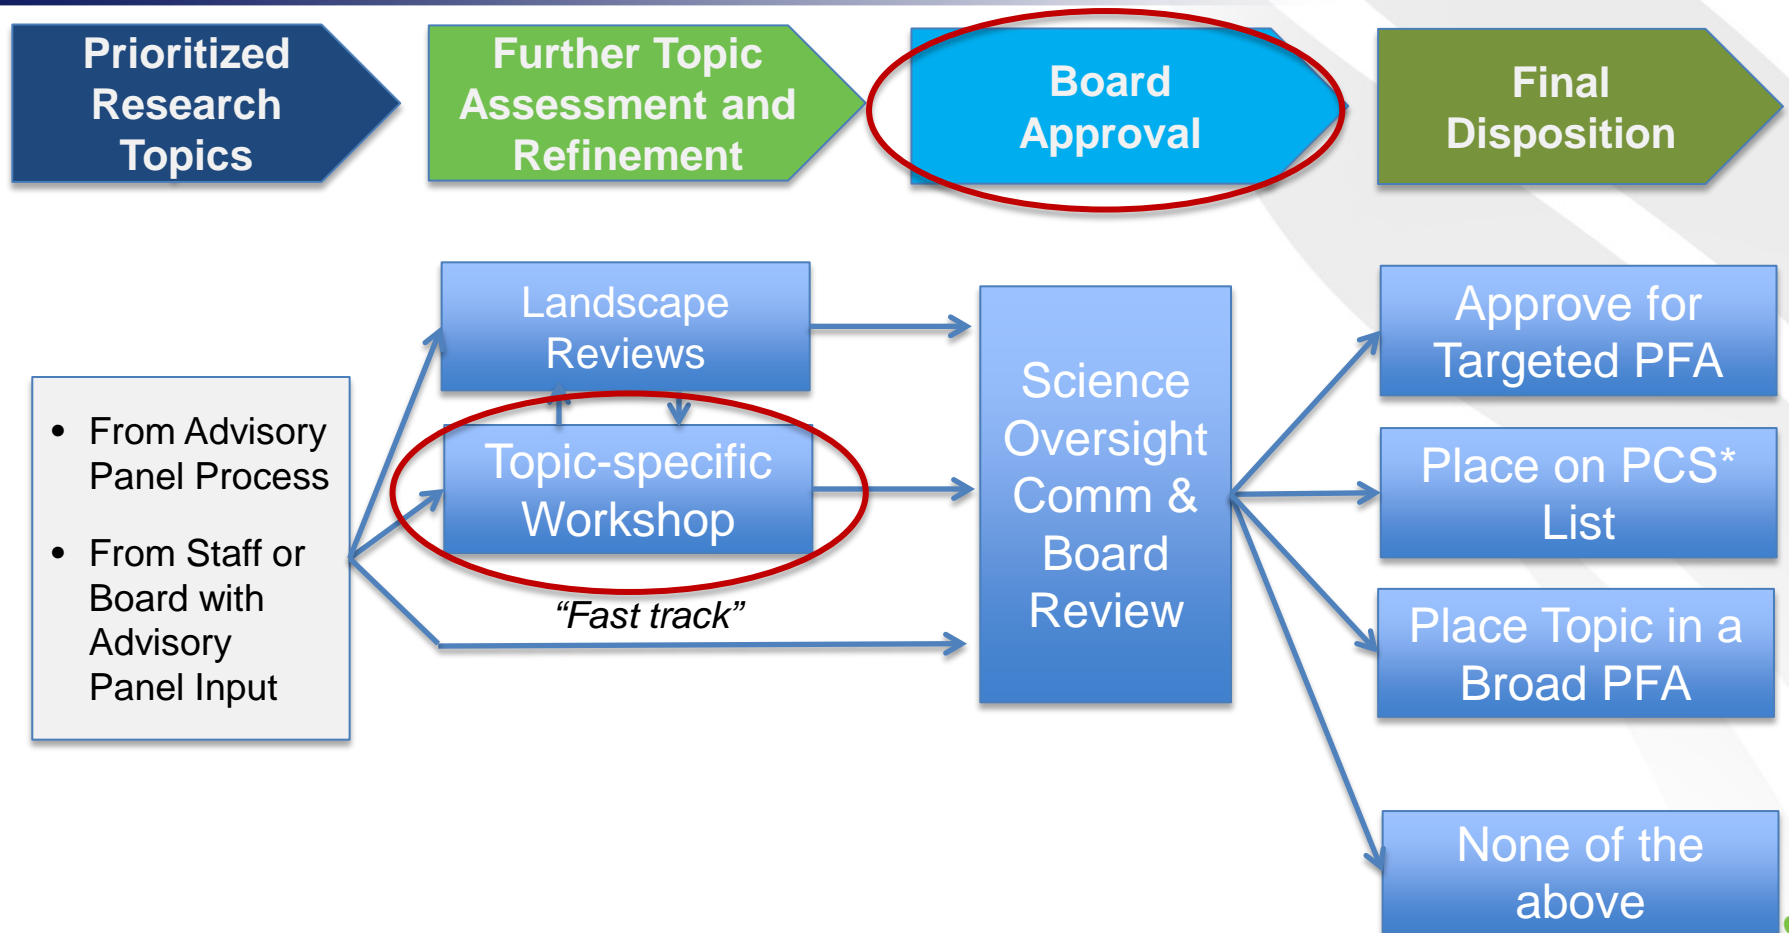 Prioritized
Research
Topics
Further Topic
Assessment and
Refinement
Board
Approval
Final
Disposition
• From Advisory
Panel Process
• From Staff or
Board with
Advisory
Panel Input
Landscape
Reviews
Topic-specific
Workshop
“Fast track”
Science
Oversight
Comm &
Board
Review
Approve for
Targeted PFA
Place on PCS*
List
Place Topic in a
Broad PFA
None of the
above